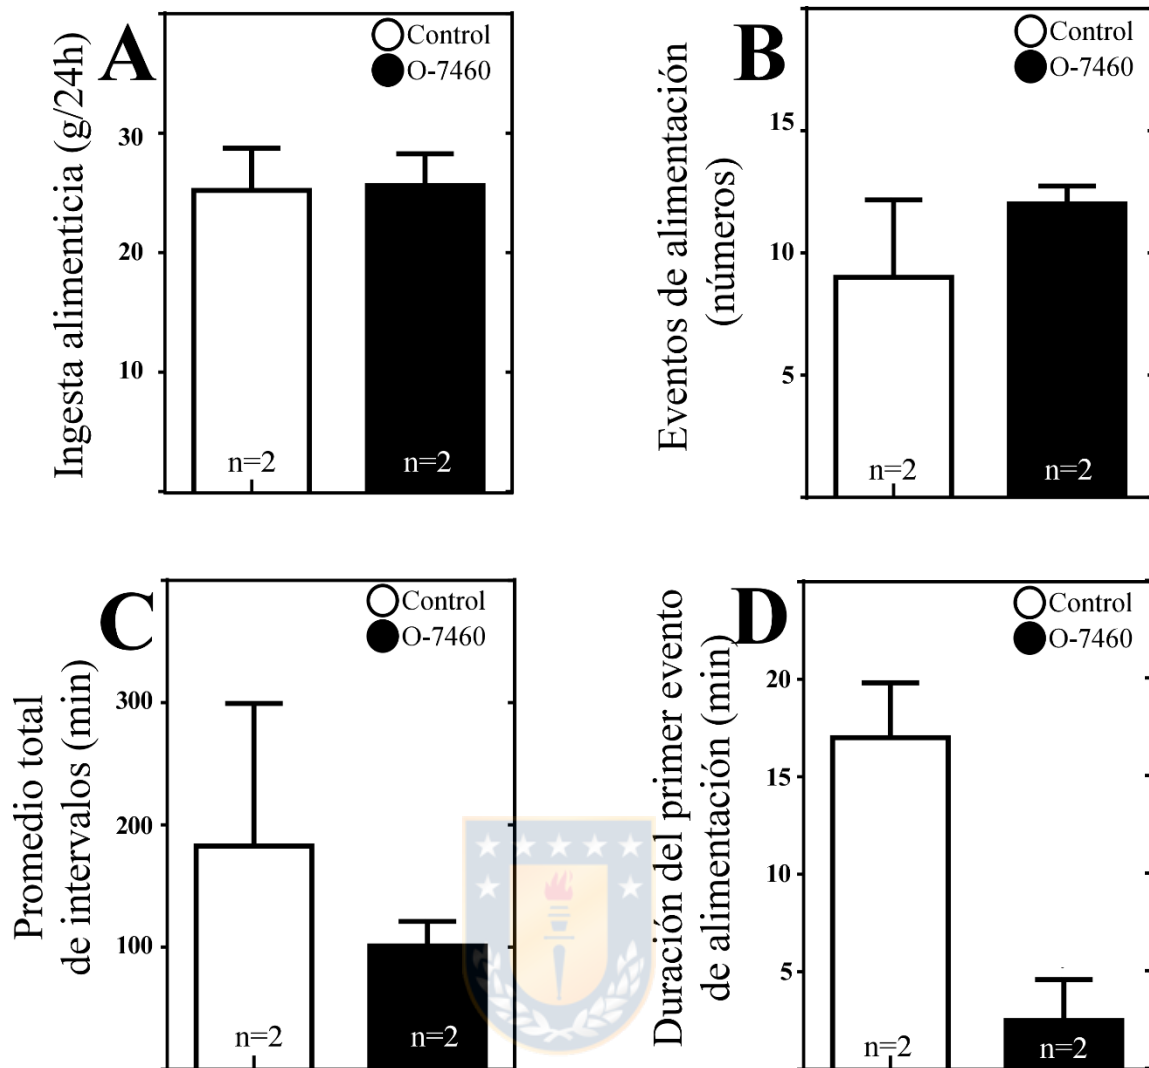 A
Control
O-7460
Ingesta alimenticia (g/24h)
30
20
10
n=2
n=2
B
Control
O-7460
Eventos de alimentación
(números)
15
10
5
n=2
n=2
C
Control
O-7460
Promedio total
de intervalos (min)
300
200
100
n=2
n=2
D
Control
O-7460
Duración del primer evento
de alimentación (min)
20
15
10
5
n=2
n=2